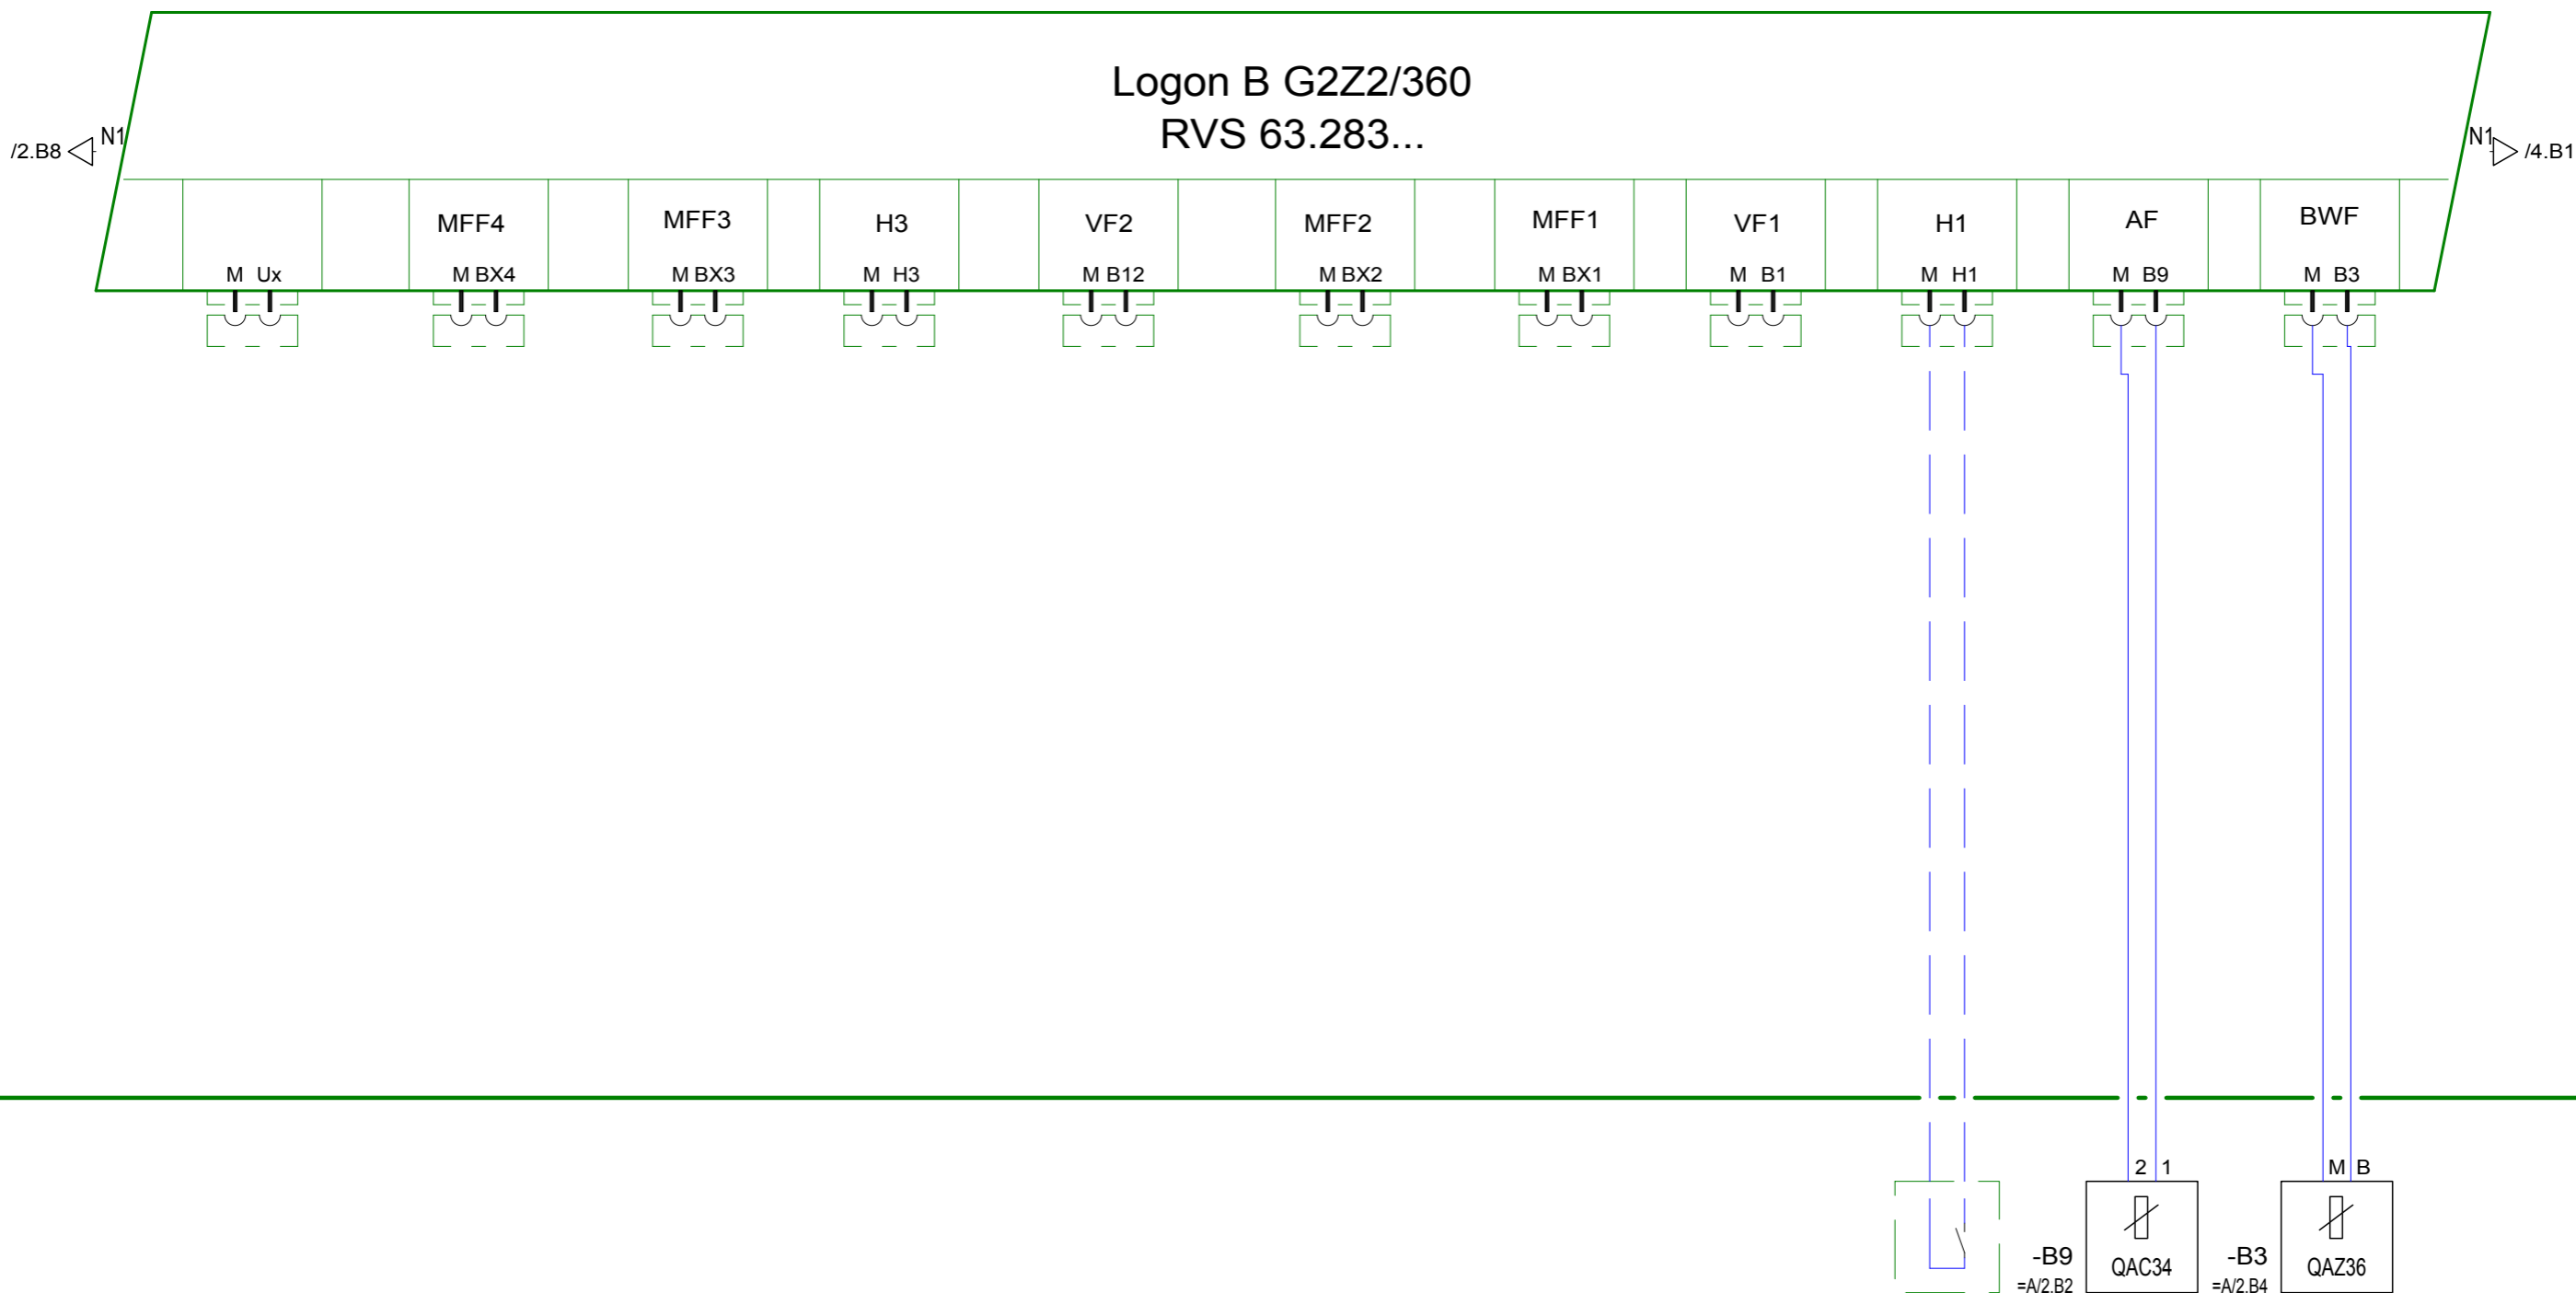 Logon B G2Z2/360
RVS 63.283...
/2.B8 N1
N1 /4.B1
MFF4 MFF3 H3 VF2 MFF2 MFF1 VF1 H1 AF BWF
M Ux M BX4 M BX3 M H3 M B12 M BX2 M BX1 M B1 M H1 M B9 M B3
2 1 M B
-B9 QAC34 -B3 QAZ36
=A/2.B2 =A/2.B4